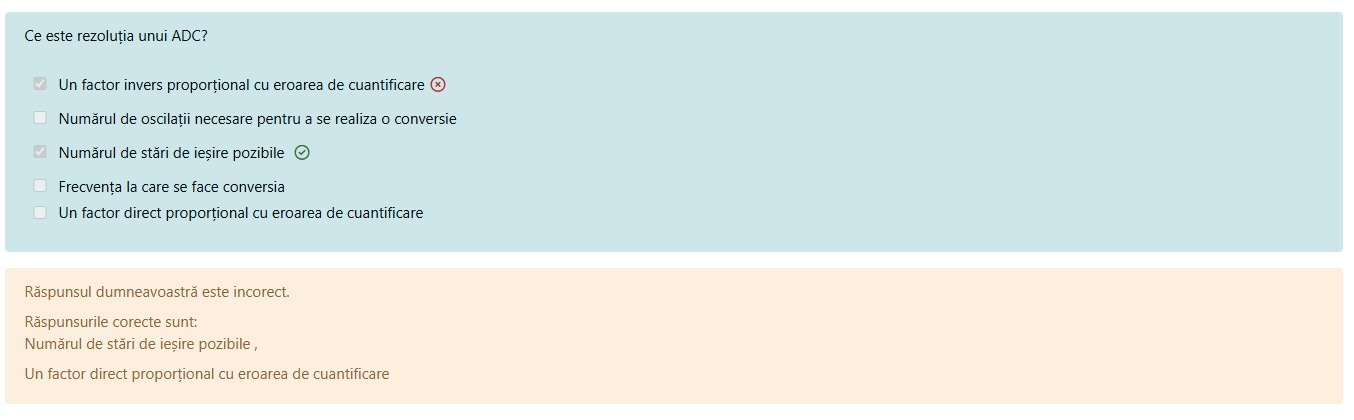 Ce este rezoluția unui ADC?
Un factor invers proporțional cu eroarea de cuantificare
Numărul de oscilații necesare pentru a se realiza o conversie
Numărul de stări de ieșire pozibile
Frecvența la care se face conversia
Un factor direct proporțional cu eroarea de cuantificare
Răspunsul dumneavoastră este incorect.
Răspunsurile corecte sunt:
Numărul de stări de ieșire pozibile ,
Un factor direct proporțional cu eroarea de cuantificare